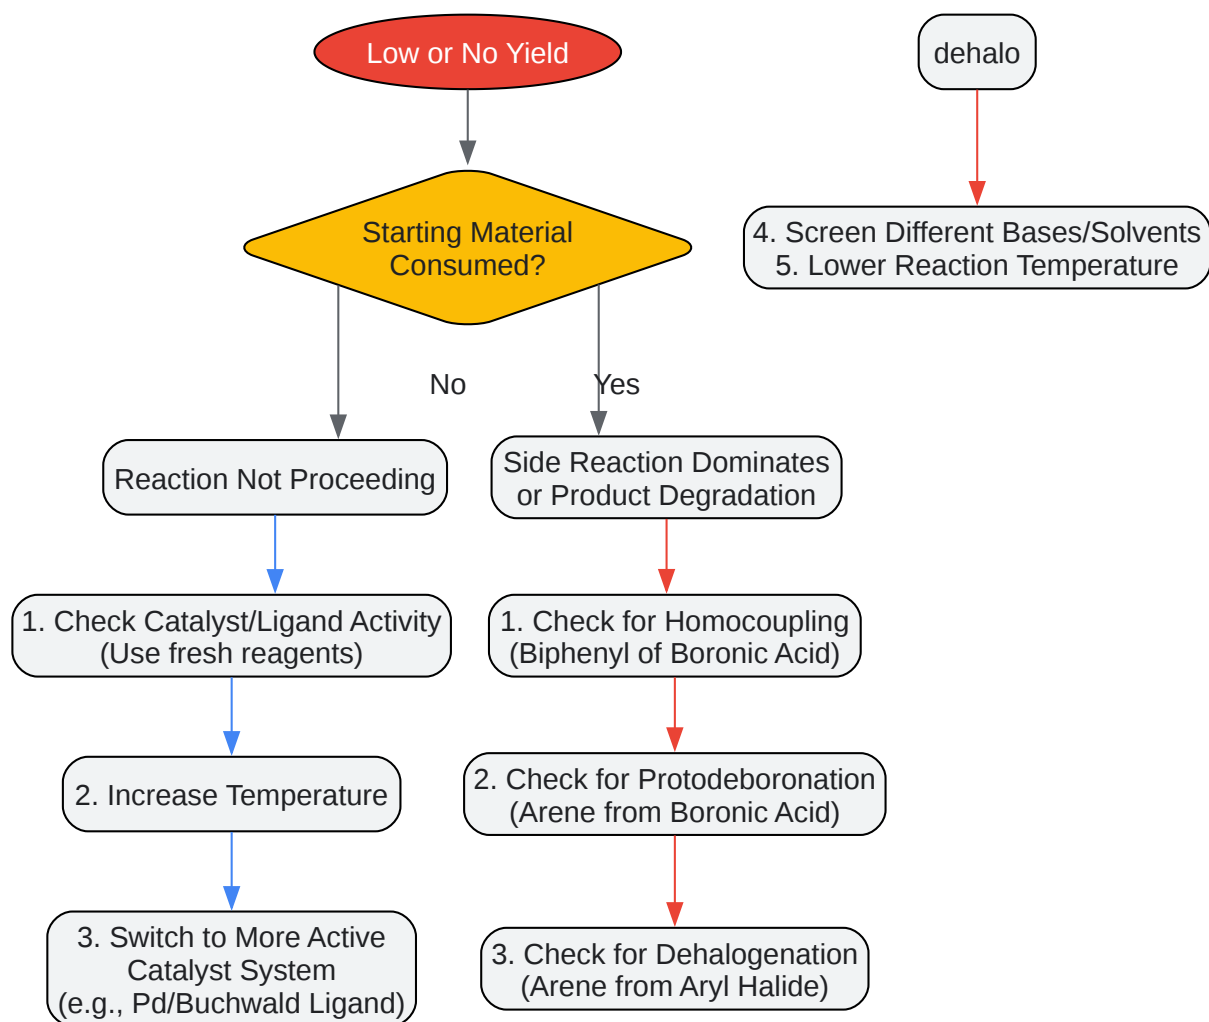 Low or No Yield
dehalo
Starting Material
Consumed?
4. Screen Different Bases/Solvents
5. Lower Reaction Temperature
No
Yes
Reaction Not Proceeding
Side Reaction Dominates
or Product Degradation
1. Check Catalyst/Ligand Activity
(Use fresh reagents)
1. Check for Homocoupling
(Biphenyl of Boronic Acid)
2. Increase Temperature
2. Check for Protodeboronation
(Arene from Boronic Acid)
3. Switch to More Active
Catalyst System
(e.g., Pd/Buchwald Ligand)
3. Check for Dehalogenation
(Arene from Aryl Halide)